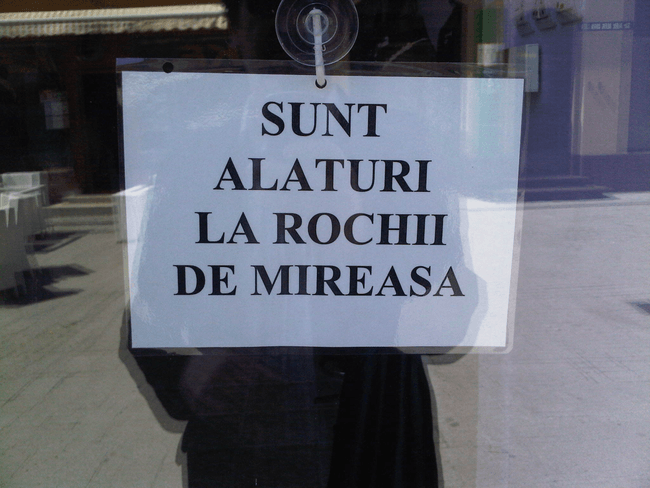 SUNT
ALATURI
LA ROCHII
DE MIREASA